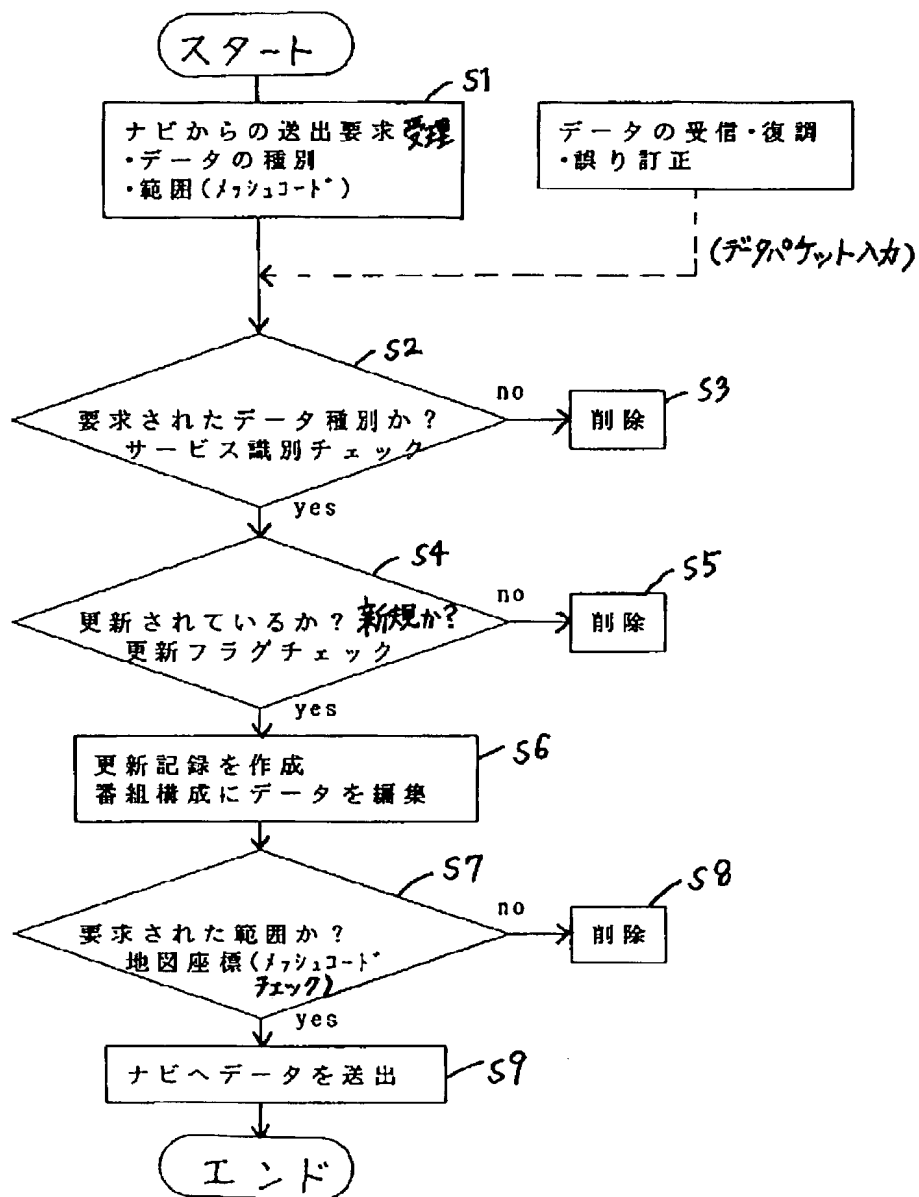 スタート
S1
ナビからの送出要求受理
・データの種別
・範囲(メッシュコード)
データの受信・復調
・誤り訂正
(データパケット入力)
S2
要求されたデータ種別か?
サービス識別チェック
no
S3
削除
yes
S4
更新されているか?新規か?
更新フラグチェック
no
S5
削除
yes
更新記録を作成
番組構成にデータを編集
S6
S7
要求された範囲か?
地図座標(メッシュコード
チェック)
no
S8
削除
yes
ナビへデータを送出
S9
エンド